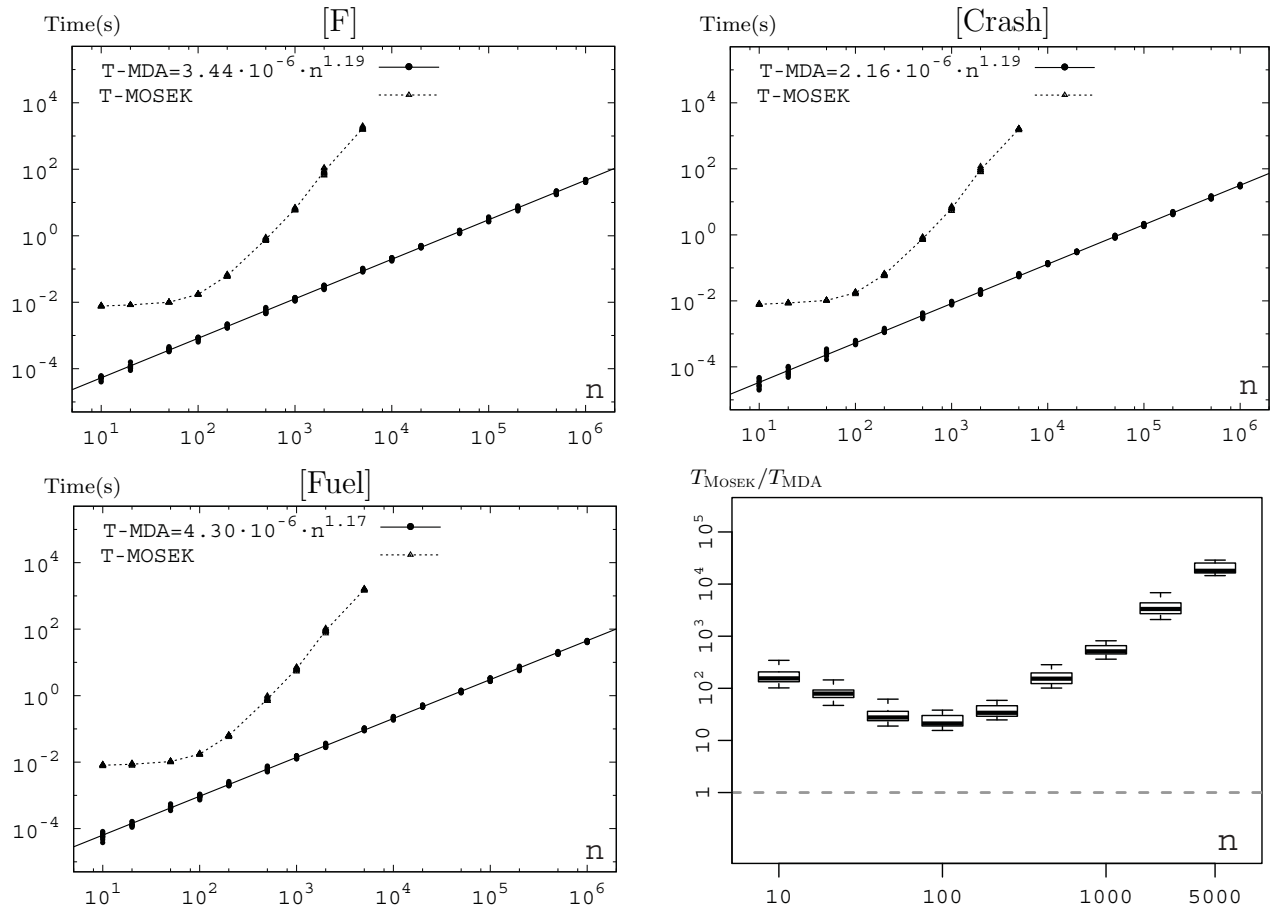 Time(s) [F]
T-MDA=3.44·10^-6·n^1.19
T-MOSEK
10^4
10^2
10^0
10^-2
10^-4
n
10^1 10^2 10^3 10^4 10^5 10^6
Time(s) [Crash]
T-MDA=2.16·10^-6·n^1.19
T-MOSEK
10^4
10^2
10^0
10^-2
10^-4
n
10^1 10^2 10^3 10^4 10^5 10^6
Time(s) [Fuel]
T-MDA=4.30·10^-6·n^1.17
T-MOSEK
10^4
10^2
10^0
10^-2
10^-4
n
10^1 10^2 10^3 10^4 10^5 10^6
T_MOSEK/T_MDA
10^5
10^4
10^3
10^2
10
1
n
10 100 1000 5000